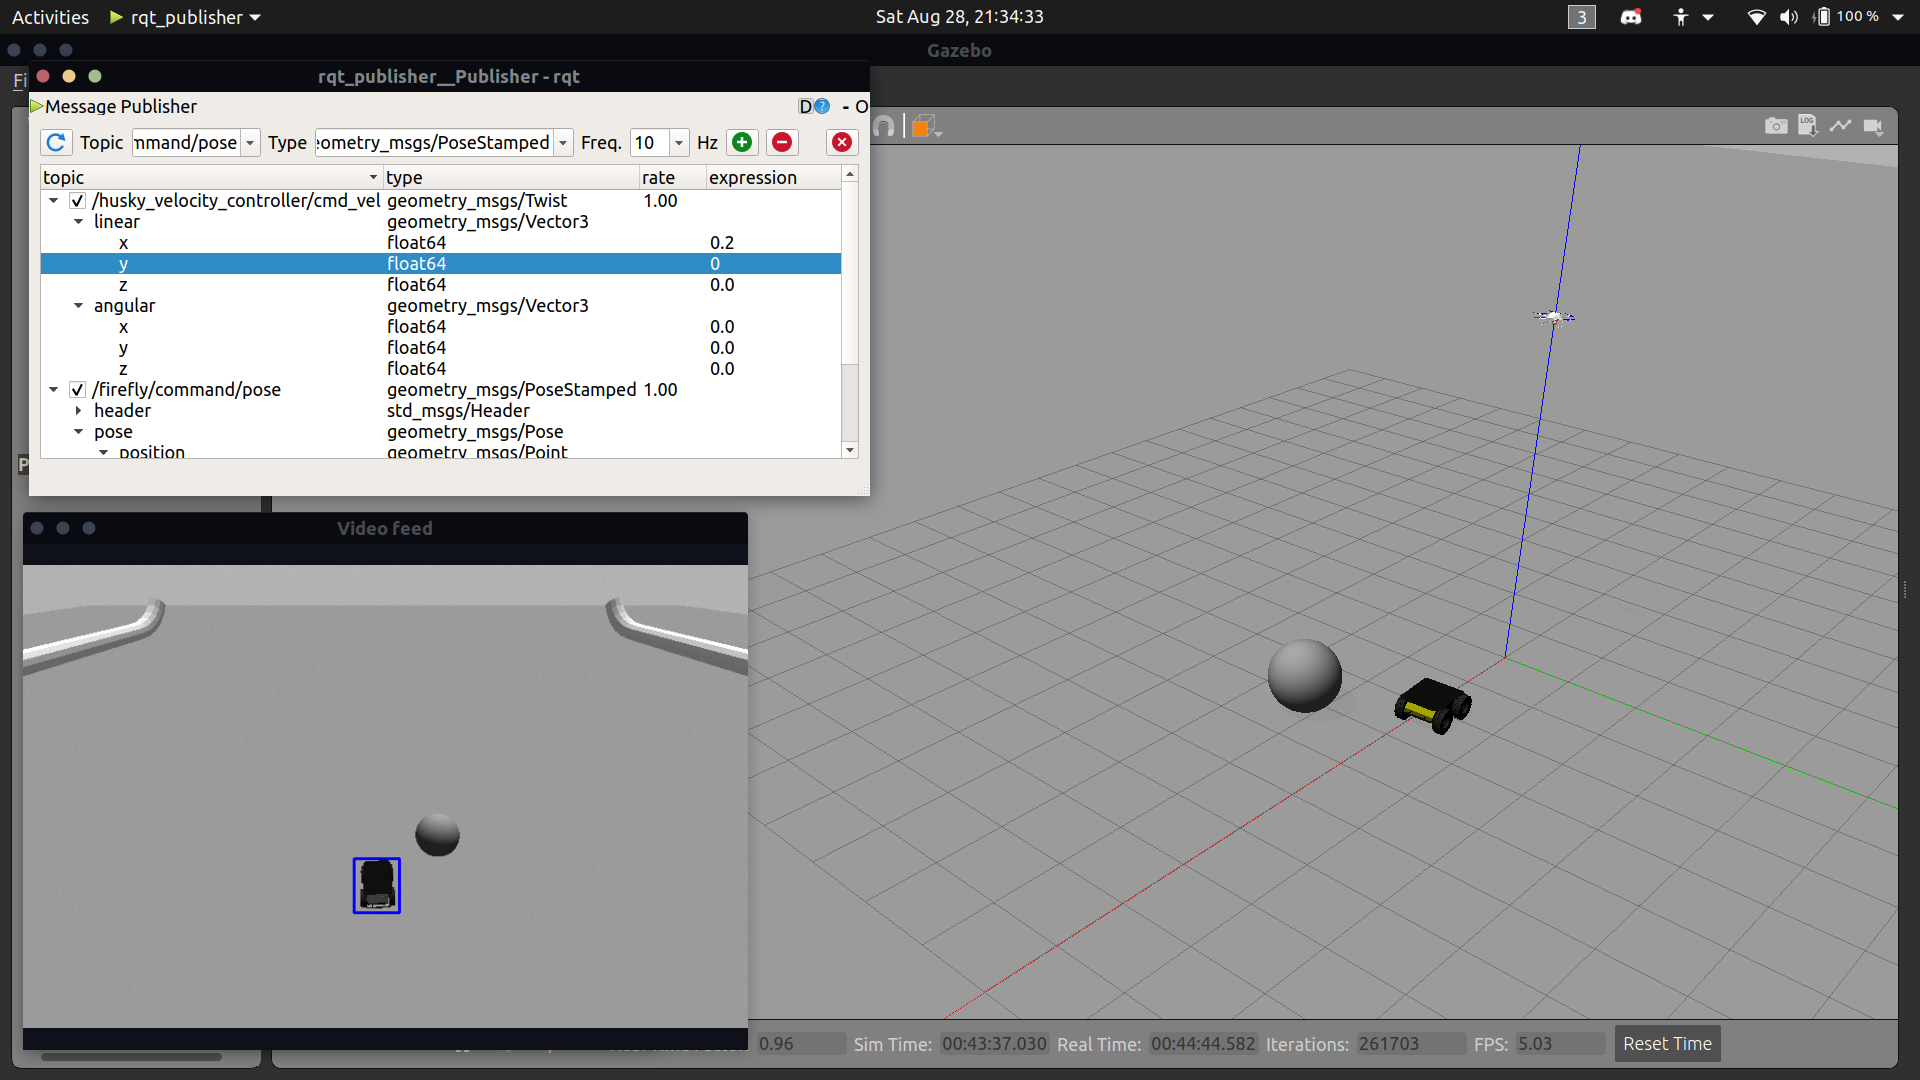 Activities rqt_publisher Sat Aug 28, 21:34:33 3 100 %
Gazebo
Fi
rqt_publisher__Publisher - rqt
Message Publisher D ? - O
Topic mmand/pose Type eometry_msgs/PoseStamped Freq. 10 Hz
topic type rate expression
/husky_velocity_controller/cmd_vel geometry_msgs/Twist 1.00
linear geometry_msgs/Vector3
x float64 0.2
y float64 0
z float64 0.0
angular geometry_msgs/Vector3
x float64 0.0
y float64 0.0
z float64 0.0
/firefly/command/pose geometry_msgs/PoseStamped 1.00
header std_msgs/Header
pose geometry_msgs/Pose
position geometry_msgs/Point
LOG
P
Video feed
0.96 Sim Time: 00:43:37.030 Real Time: 00:44:44.582 Iterations: 261703 FPS: 5.03 Reset Time